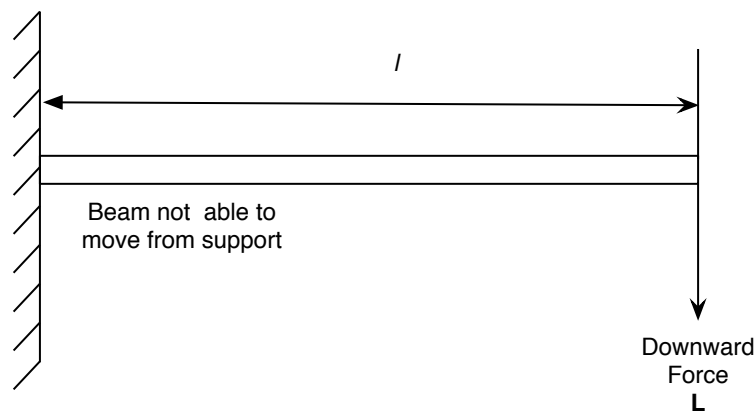 l
Beam not able to
move from support
Downward
Force
L